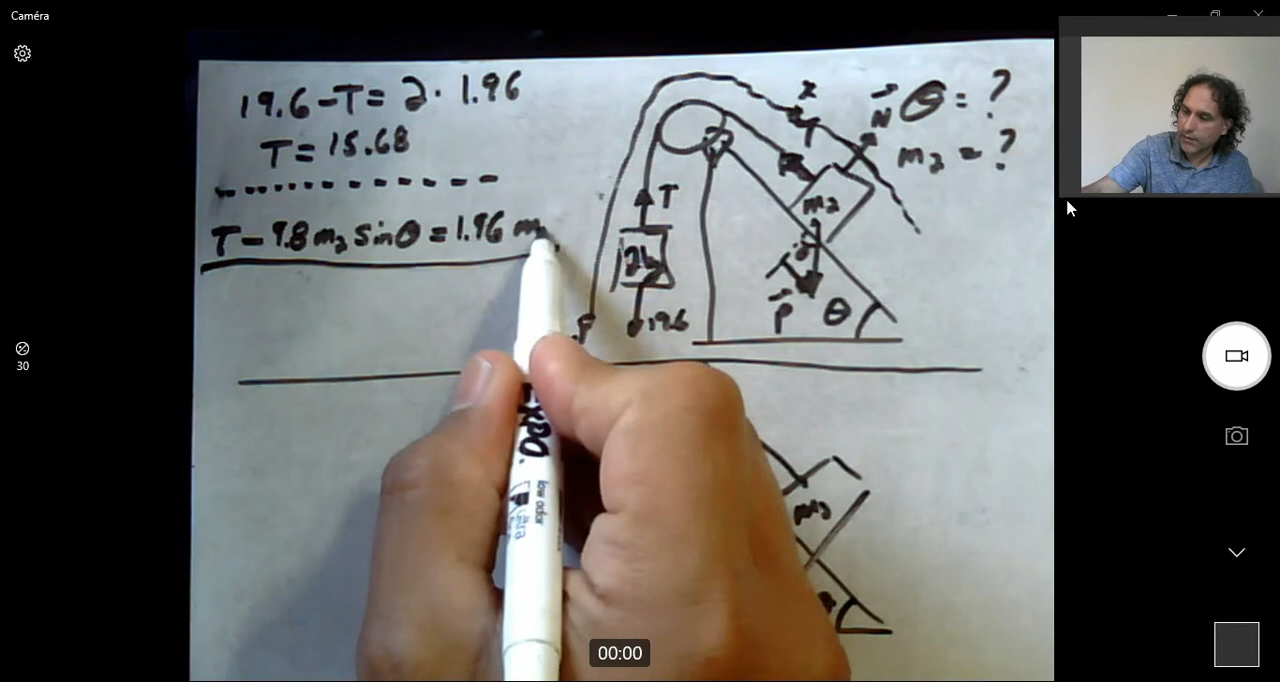 Caméra
19.6 - T = 2 · 1.96
T = 15.68
T - 9.8 m₂ sin θ = 1.96 m₂
x
N
θ = ?
m₂ = ?
T
T
m₂
2kg
19.6
P
θ
30
EXPO.
low odor
m₂
00:00